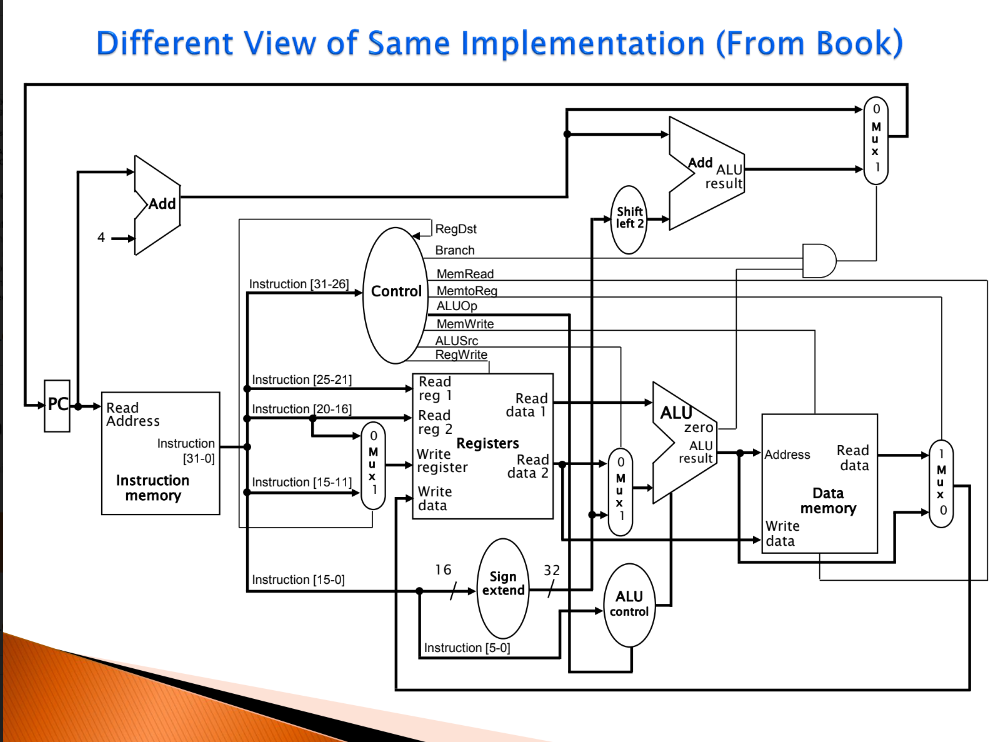 Different View of Same Implementation (From Book)
0
M
u
x
1
Add
ALU
result
Shift
left 2
Add
4
RegDst
Branch
MemRead
MemtoReg
ALUOp
MemWrite
ALUSrc
RegWrite
Control
Instruction [31-26]
Instruction [25-21]
Instruction [20-16]
Instruction [15-11]
Instruction [15-0]
Instruction [5-0]
PC
Read
Address
Instruction
[31-0]
Instruction
memory
0
M
u
x
1
Read
reg 1
Read
reg 2
Write
register
Write
data
Registers
Read
data 1
Read
data 2
0
M
u
x
1
ALU
zero
ALU
result
Address
Write
data
Data
memory
Read
data
1
M
u
x
0
16
Sign
extend
32
ALU
control